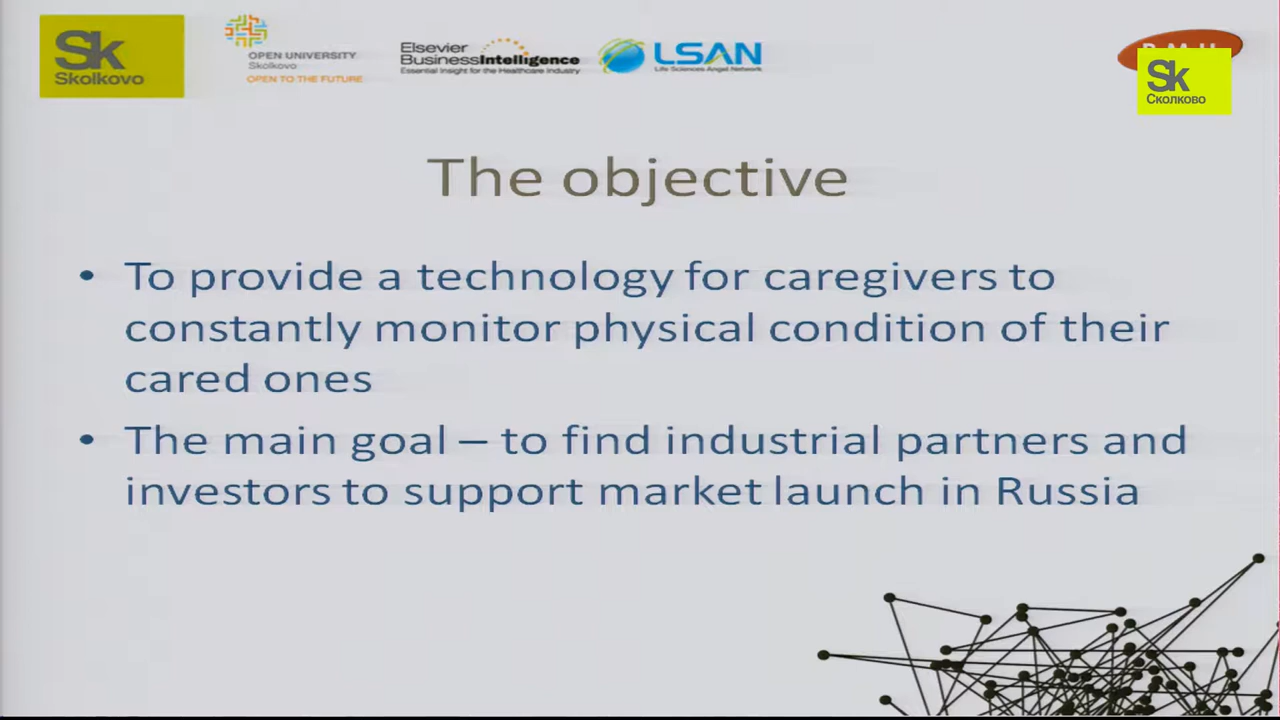 Sk
Skolkovo
OPEN UNIVERSITY
Skolkovo
OPEN TO THE FUTURE
Elsevier
BusinessIntelligence
Essential Insight for the Healthcare Industry
LSAN
Life Sciences Angel Network
Sk
Сколково
The objective
• To provide a technology for caregivers to
constantly monitor physical condition of their
cared ones
• The main goal – to find industrial partners and
investors to support market launch in Russia